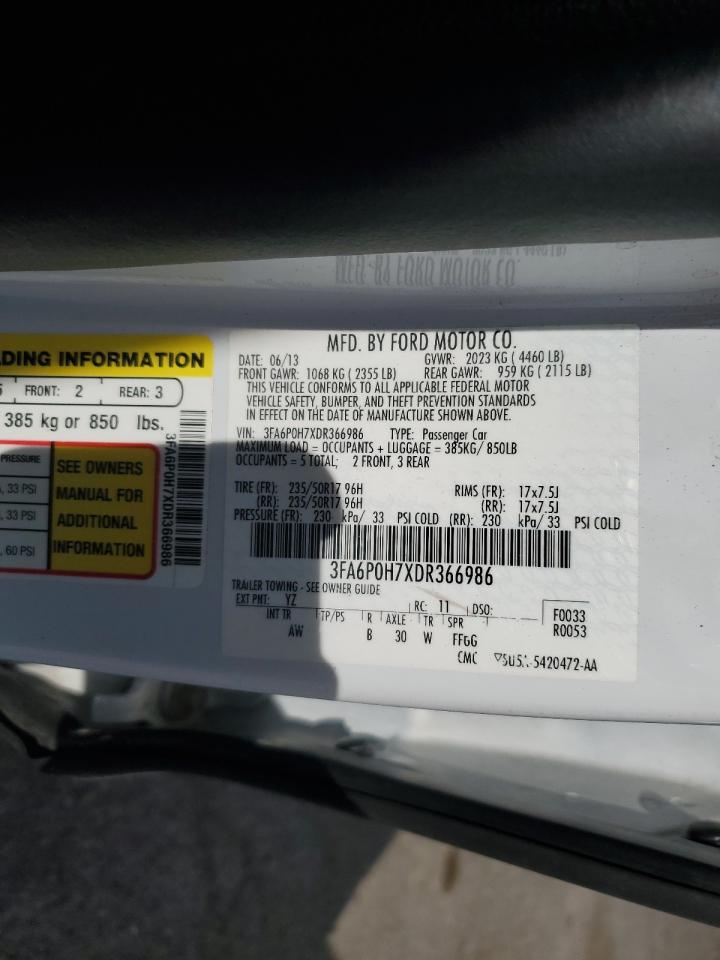 MFD. BY FORD MOTOR CO.
DATE: 06/13 GVWR: 2023 KG ( 4460 LB)
FRONT GAWR: 1068 KG ( 2355 LB) REAR GAWR: 959 KG ( 2115 LB)
THIS VEHICLE CONFORMS TO ALL APPLICABLE FEDERAL MOTOR
VEHICLE SAFETY, BUMPER, AND THEFT PREVENTION STANDARDS
IN EFFECT ON THE DATE OF MANUFACTURE SHOWN ABOVE.
VIN: 3FA6P0H7XDR366986 TYPE: Passenger Car
MAXIMUM LOAD = OCCUPANTS + LUGGAGE = 385KG/ 850LB
OCCUPANTS = 5 TOTAL; 2 FRONT, 3 REAR
TIRE (FR): 235/50R17 96H RIMS (FR): 17x7.5J
(RR): 235/50R17 96H (RR): 17x7.5J
PRESSURE (FR): 230 kPa/ 33 PSI COLD (RR): 230 kPa/ 33 PSI COLD
3FA6P0H7XDR366986
TRAILER TOWING - SEE OWNER GUIDE
EXT PNT: YZ RC: 11 DSO: F0033
INT TR TP/PS R AXLE TR SPR R0053
AW B 30 W FFGG
CMC 5420472-AA
ADING INFORMATION
5 FRONT: 2 REAR: 3
385 kg or 850 lbs.
PRESSURE
, 33 PSI
, 33 PSI
, 60 PSI
SEE OWNERS
MANUAL FOR
ADDITIONAL
INFORMATION
3FA6P0H7XDR366986